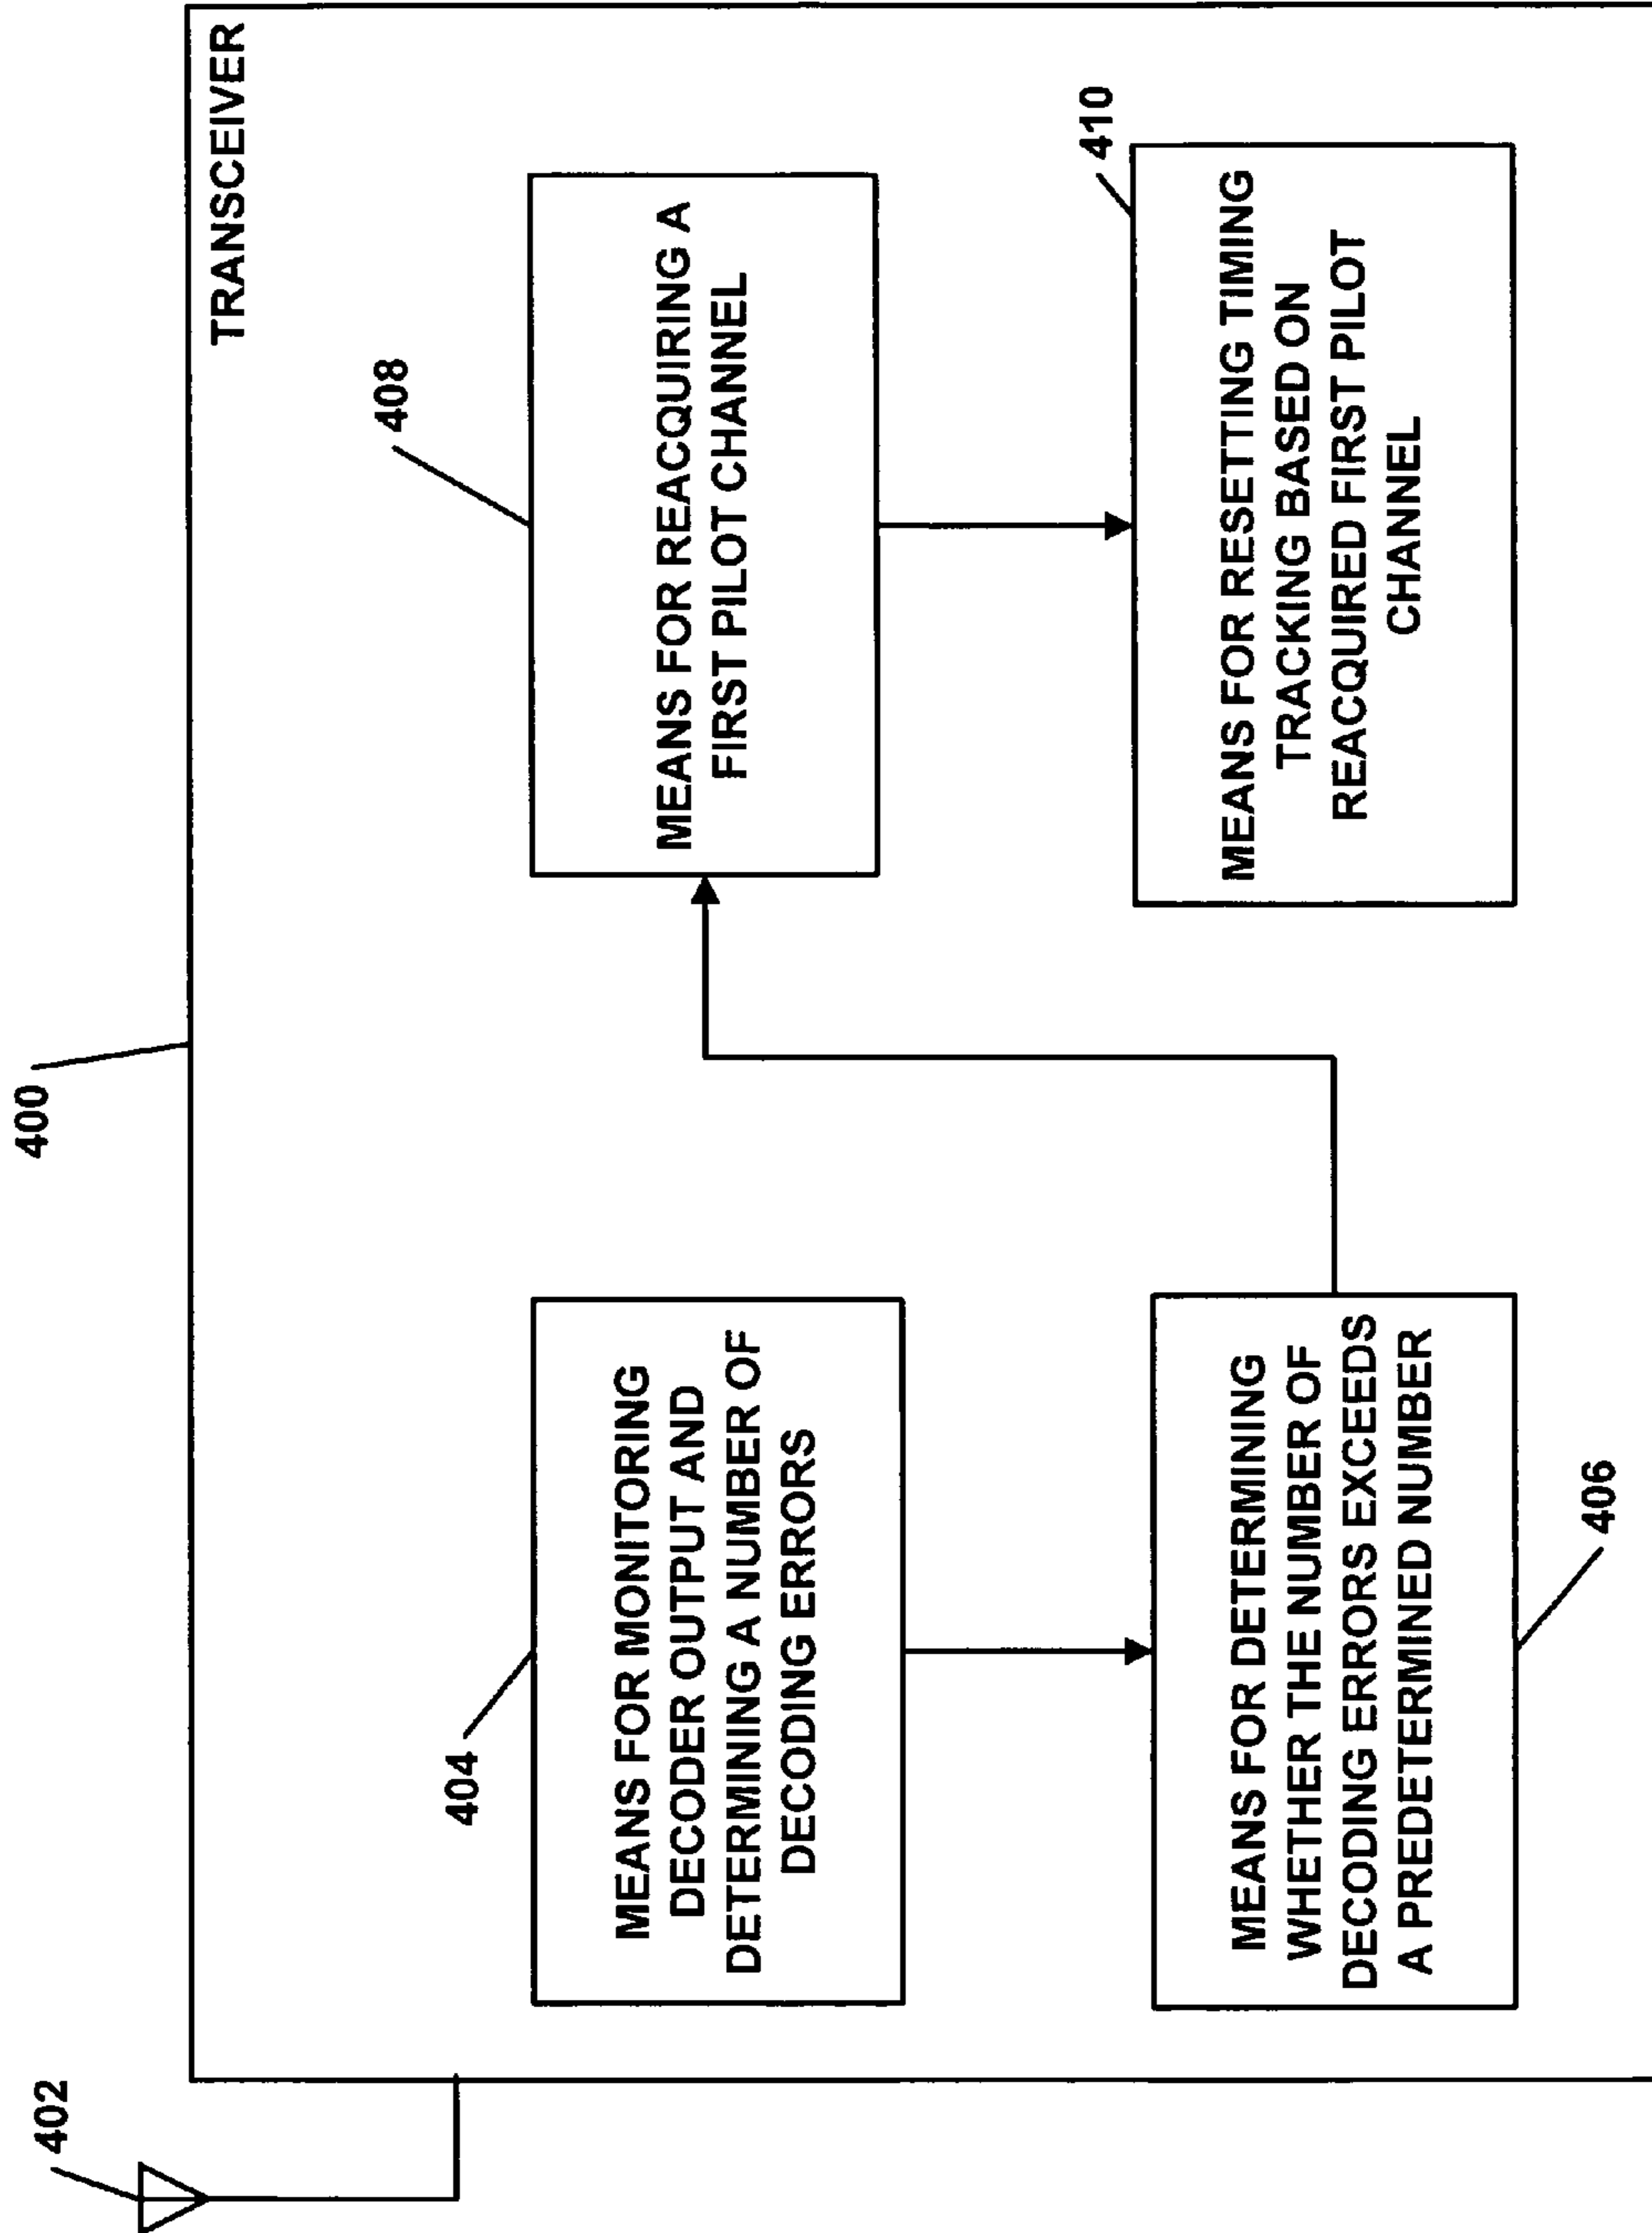 400
402
TRANSCEIVER
404
MEANS FOR MONITORING
DECODER OUTPUT AND
DETERMINING A NUMBER OF
DECODING ERRORS
408
MEANS FOR REACQUIRING A
FIRST PILOT CHANNEL
MEANS FOR DETERMINING
WHETHER THE NUMBER OF
DECODING ERRORS EXCEEDS
A PREDETERMINED NUMBER
406
410
MEANS FOR RESETTING TIMING
TRACKING BASED ON
REACQUIRED FIRST PILOT
CHANNEL